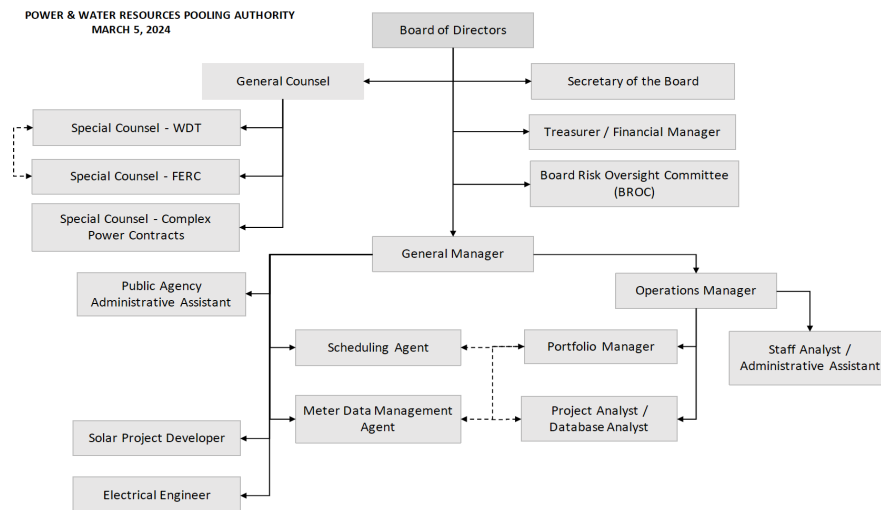 POWER & WATER RESOURCES POOLING AUTHORITY
MARCH 5, 2024
Board of Directors
General Counsel
Secretary of the Board
Special Counsel - WDT
Treasurer / Financial Manager
Special Counsel - FERC
Board Risk Oversight Committee
(BROC)
Special Counsel - Complex
Power Contracts
General Manager
Public Agency
Administrative Assistant
Operations Manager
Scheduling Agent
Portfolio Manager
Staff Analyst /
Administrative Assistant
Meter Data Management
Agent
Project Analyst /
Database Analyst
Solar Project Developer
Electrical Engineer